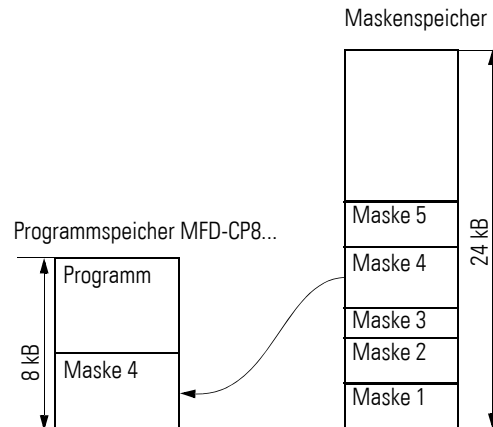 Maskenspeicher
Maske 5
Maske 4
Maske 3
Maske 2
Maske 1
24 kB
Programmspeicher MFD-CP8...
Programm
Maske 4
8 kB